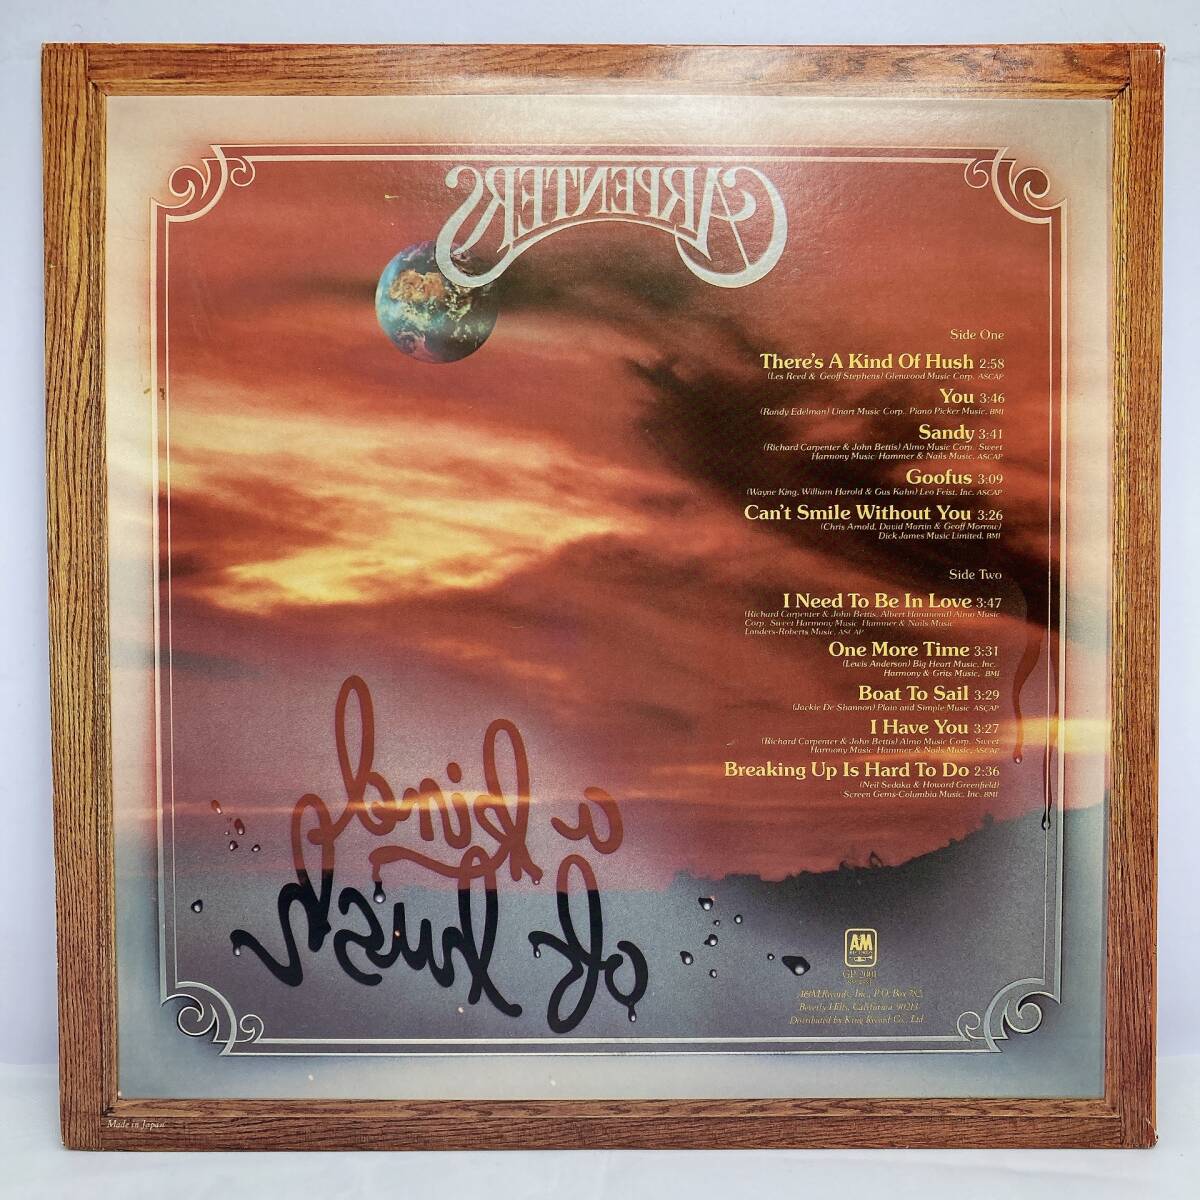 CARPENTERS
Side One
There's A Kind Of Hush 2:58
(Les Reed & Geoff Stephens) Glenwood Music Corp. ASCAP
You 3:46
(Randy Edelman) Unart Music Corp., Piano Picker Music, BMI
Sandy 3:41
(Richard Carpenter & John Bettis) Almo Music Corp. Sweet
Harmony Music/Hammer & Nails Music, ASCAP
Goofus 3:09
(Wayne King, William Harold & Gus Kahn) Leo Feist, Inc. ASCAP
Can't Smile Without You 3:26
(Chris Arnold, David Martin & Geoff Morrow)
Dick James Music Limited, BMI
Side Two
I Need To Be In Love 3:47
(Richard Carpenter & John Bettis, Albert Hammond) Almo Music
Corp. Sweet Harmony Music/Hammer & Nails Music
Landers-Roberts Music, ASCAP
One More Time 3:31
(Lewis Anderson) Big Heart Music, Inc.
Harmony & Grits Music, BMI
Boat To Sail 3:29
(Jackie De Shannon) Plain and Simple Music ASCAP
I Have You 3:27
(Richard Carpenter & John Bettis) Almo Music Corp. Sweet
Harmony Music/Hammer & Nails Music, ASCAP
Breaking Up Is Hard To Do 2:36
(Neil Sedaka & Howard Greenfield)
Screen Gems-Columbia Music, Inc. BMI
a kind
of hush
A&M
RECORDS
GP 2001
A&M Records, Inc., P.O. Box 782,
Beverly Hills, California 90213
Distributed by King Record Co., Ltd.
Made in Japan